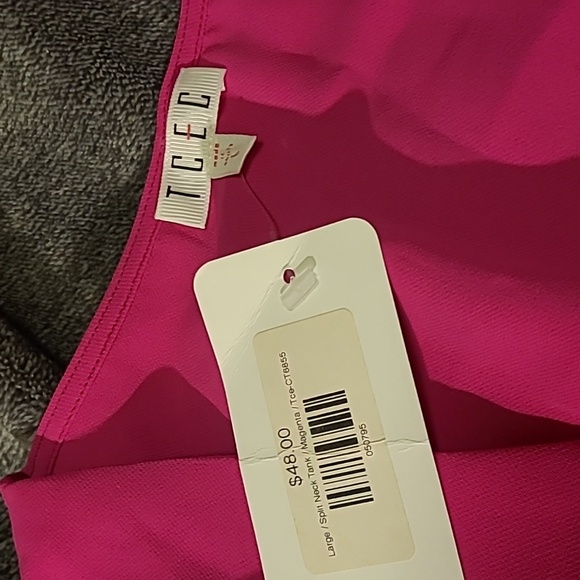 TCEC
L
$48.00
Large / Split Neck Tank / Magenta / Tce-CT6855
050795